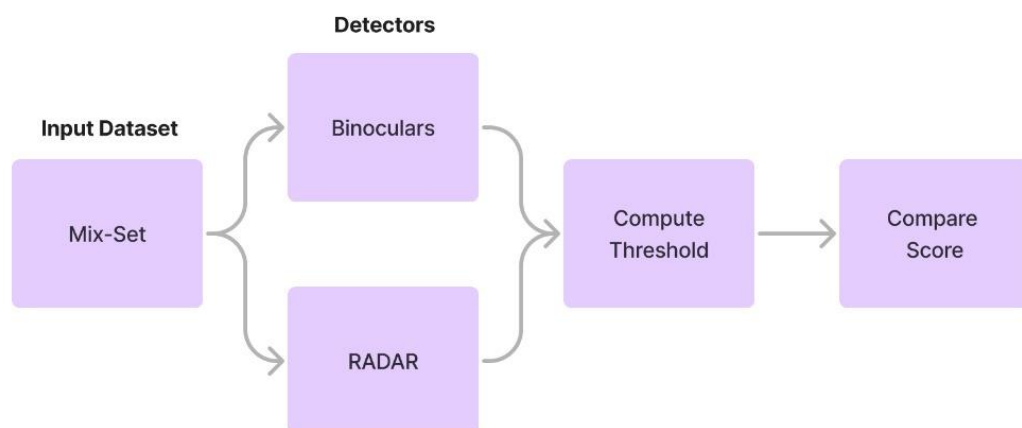 Detectors
Input Dataset
Binoculars
Mix-Set
Compute
Threshold
Compare
Score
RADAR